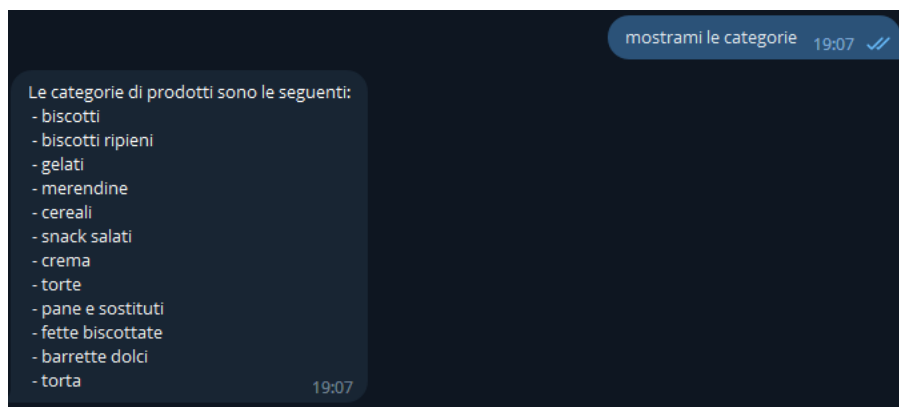 mostrami le categorie 19:07
Le categorie di prodotti sono le seguenti:
- biscotti
- biscotti ripieni
- gelati
- merendine
- cereali
- snack salati
- crema
- torte
- pane e sostituti
- fette biscottate
- barrette dolci
- torta 19:07